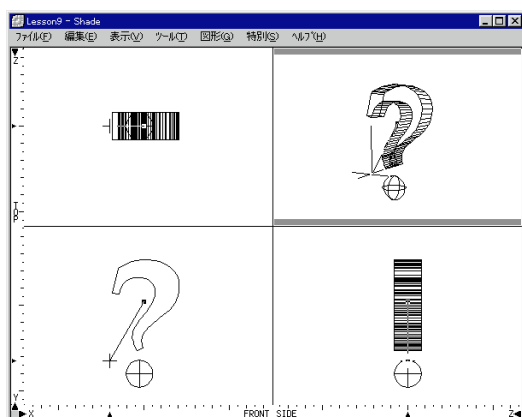 Lesson9 - Shade
ファイル(F) 編集(E) 表示(V) ツール(T) 図形(G) 特別(S) ヘルプ(H)
Z
TOP
Y
X FRONT SIDE Z